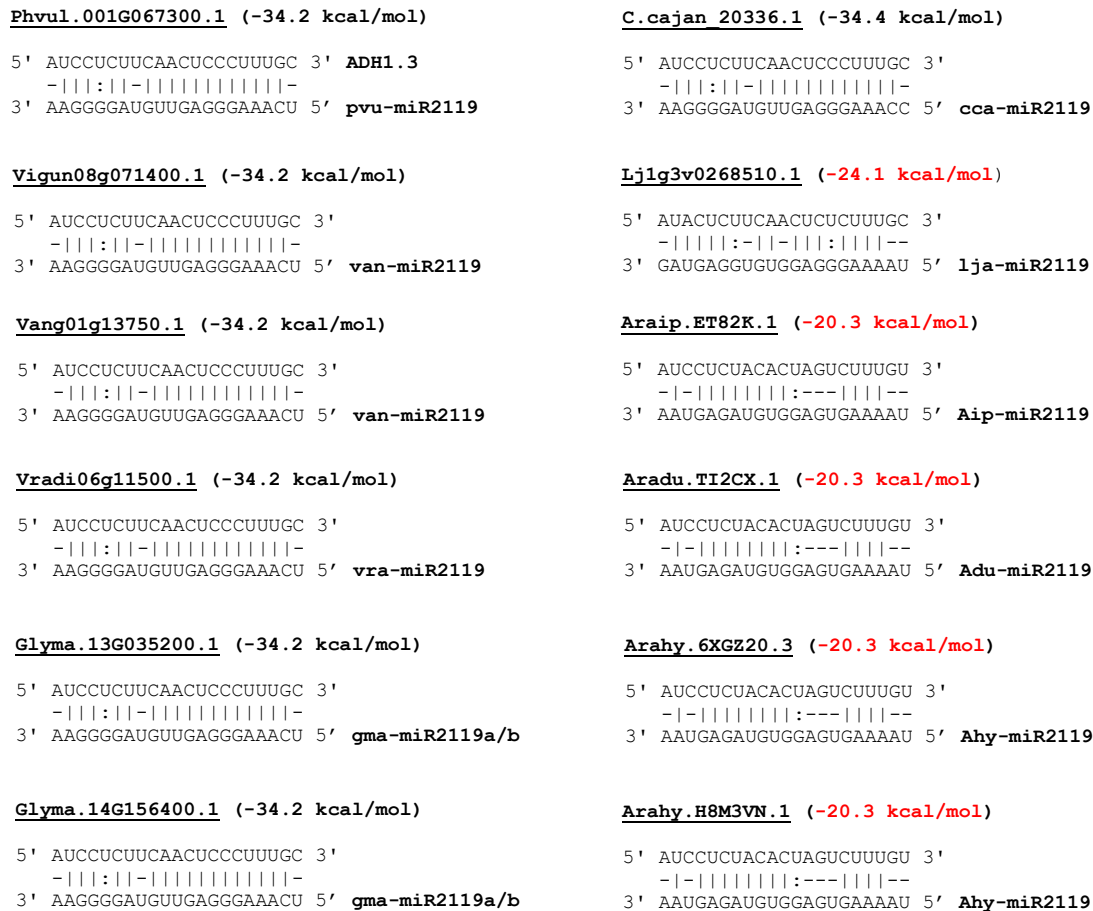 Phvul.001G067300.1 (-34.2 kcal/mol)
5' AUCCUCUUCAACUCCCUUUGC 3' ADH1.3
-|||:||-||||||||||||-
3' AAGGGGAUGUUGAGGGAAACU 5’ pvu-miR2119
Vigun08g071400.1 (-34.2 kcal/mol)
5' AUCCUCUUCAACUCCCUUUGC 3'
-|||:||-||||||||||||-
3' AAGGGGAUGUUGAGGGAAACU 5’ van-miR2119
Vang01g13750.1 (-34.2 kcal/mol)
5' AUCCUCUUCAACUCCCUUUGC 3'
-|||:||-||||||||||||-
3' AAGGGGAUGUUGAGGGAAACU 5’ van-miR2119
Vradi06g11500.1 (-34.2 kcal/mol)
5' AUCCUCUUCAACUCCCUUUGC 3'
-|||:||-||||||||||||-
3' AAGGGGAUGUUGAGGGAAACU 5’ vra-miR2119
Glyma.13G035200.1 (-34.2 kcal/mol)
5' AUCCUCUUCAACUCCCUUUGC 3'
-|||:||-||||||||||||-
3' AAGGGGAUGUUGAGGGAAACU 5’ gma-miR2119a/b
Glyma.14G156400.1 (-34.2 kcal/mol)
5' AUCCUCUUCAACUCCCUUUGC 3'
-|||:||-||||||||||||-
3' AAGGGGAUGUUGAGGGAAACU 5’ gma-miR2119a/b
C.cajan_20336.1 (-34.4 kcal/mol)
5' AUCCUCUUCAACUCCCUUUGC 3'
-|||:||-||||||||||||-
3' AAGGGGAUGUUGAGGGAAACC 5’ cca-miR2119
Lj1g3v0268510.1 (-24.1 kcal/mol)
5' AUACUCUUCAACUCUCUUUGC 3'
-|||||:-||-|||:||||--
3' GAUGAGGUGUGGAGGGAAAAU 5’ lja-miR2119
Araip.ET82K.1 (-20.3 kcal/mol)
5' AUCCUCUACACUAGUCUUUGU 3'
-|-||||||||:---||||--
3' AAUGAGAUGUGGAGUGAAAAU 5’ Aip-miR2119
Aradu.TI2CX.1 (-20.3 kcal/mol)
5' AUCCUCUACACUAGUCUUUGU 3'
-|-||||||||:---||||--
3' AAUGAGAUGUGGAGUGAAAAU 5’ Adu-miR2119
Arahy.6XGZ20.3 (-20.3 kcal/mol)
5' AUCCUCUACACUAGUCUUUGU 3'
-|-||||||||:---||||--
3' AAUGAGAUGUGGAGUGAAAAU 5’ Ahy-miR2119
Arahy.H8M3VN.1 (-20.3 kcal/mol)
5' AUCCUCUACACUAGUCUUUGU 3'
-|-||||||||:---||||--
3' AAUGAGAUGUGGAGUGAAAAU 5’ Ahy-miR2119